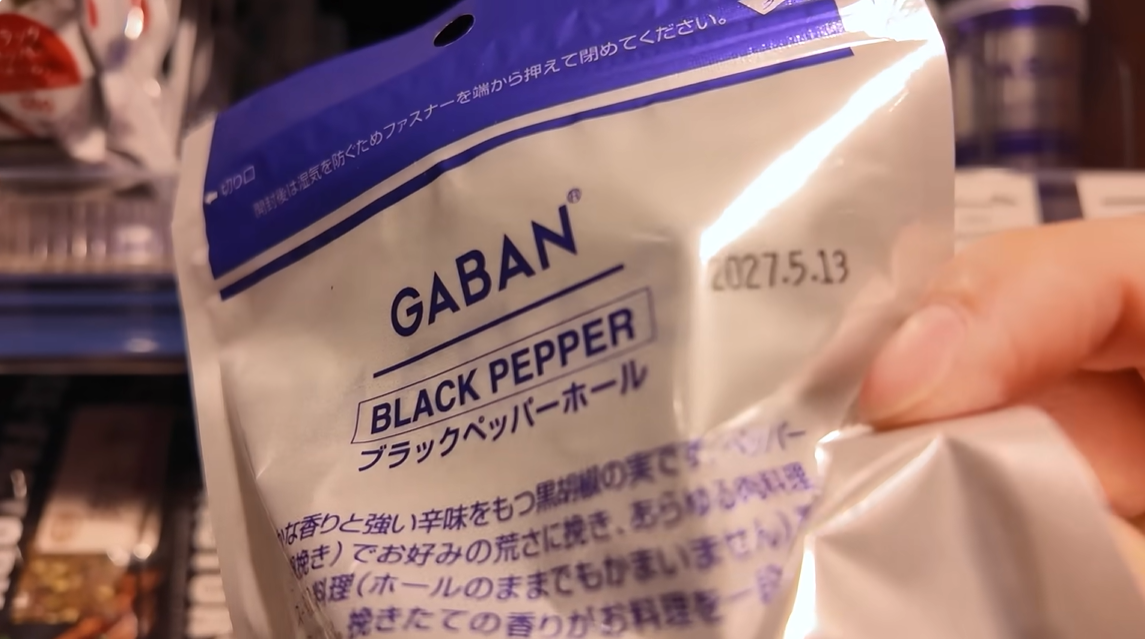 切り口
開封後は湿気を防ぐためファスナーを端から押えて閉めてください。
GABAN®
2027.5.13
BLACK PEPPER
ブラックペッパーホール
な香りと強い辛味をもつ黒胡椒の実です。ペッパー
挽き)でお好みの荒さに挽き、あらゆる肉料理
料理(ホールのままでもかまいません)
挽きたての香りがお料理を一段